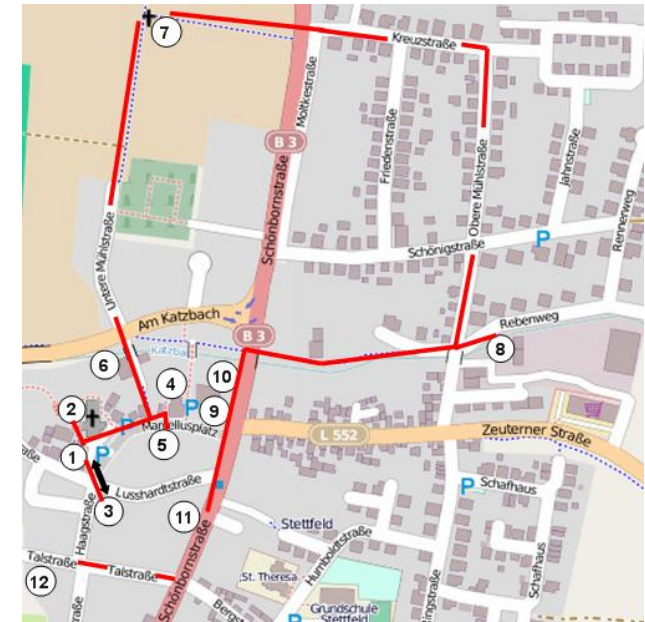 7
Kreuzstraße
Moltkestraße
B 3
Friedenstraße
Jahnstraße
Schönbornstraße
Obere Mühlstraße
Rennerweg
Schönigstraße
P
Untere Mühlstraße
Am Katzbach
Rebenweg
B 3
8
6
4
10
2
P
9
P
5
Marcellusplatz
L 552
Zeuterner Straße
1
P
Lusshardtstraße
3
P
Schafhaus
11
Stettfeld
Haagstraße
Schönbornstraße
Humboldtstraße
Schafhaus
Talstraße
Talstraße
12
St. Theresa
Grundschule
Stettfeld
P